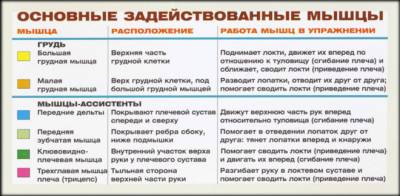 ОСНОВНЫЕ ЗАДЕЙСТВОВАННЫЕ МЫШЦЫ
МЫШЦА РАСПОЛОЖЕНИЕ РАБОТА МЫШЦ В УПРАЖНЕНИИ
ГРУДЬ
Большая грудная мышца
Верхняя часть грудной клетки
Поднимает локти, движет их вперед по отношению к туловищу (сгибание плеча) и сближает, сводит локти (приведение плеча)
Малая грудная мышца
Верх грудной клетки, под большой грудной мышцей
Разводит лопатки, отводит их друг от друга; помогает сводить локти (приведение плеча)
МЫШЦЫ-АССИСТЕНТЫ
Передние дельты
Покрывают плечевой сустав спереди и сверху
Движут верхнюю часть рук вперед относительно туловища (сгибание плеча)
Передняя зубчатая мышца
Покрывает ребра сбоку, ниже подмышки
Помогает в отведении лопаток друг от друга: тянет лопатки вперед и кнаружи
Клювовидно-плечевая мышца
Внутренний участок верха руки у плечевого сустава
Помогает сводить локти (приведение плеча) и двигать их вперед (сгибание плеча)
Трехглавая мышца плеча (трицепс)
Тыльная сторона верхней части руки
Разгибает руку в локтевом суставе и помогает сводить локти (приведение плеча)